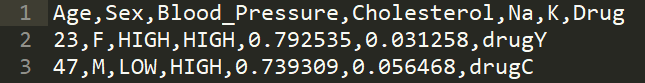 1 Age,Sex,Blood_Pressure,Cholesterol,Na,K,Drug
2 23,F,HIGH,HIGH,0.792535,0.031258,drugY
3 47,M,LOW,HIGH,0.739309,0.056468,drugC